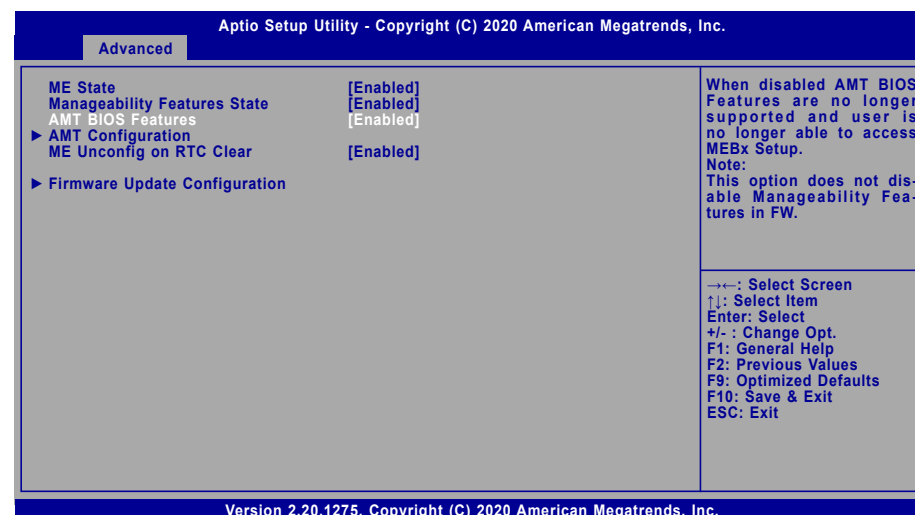 Aptio Setup Utility - Copyright (C) 2020 American Megatrends, Inc.
Advanced
ME State [Enabled]
Manageability Features State [Enabled]
AMT BIOS Features [Enabled]
▶ AMT Configuration
ME Unconfig on RTC Clear [Enabled]
▶ Firmware Update Configuration
When disabled AMT BIOS
Features are no longer
supported and user is
no longer able to access
MEBx Setup.
Note:
This option does not dis-
able Manageability Fea-
tures in FW.
→←: Select Screen
↑↓: Select Item
Enter: Select
+/- : Change Opt.
F1: General Help
F2: Previous Values
F9: Optimized Defaults
F10: Save & Exit
ESC: Exit
Version 2.20.1275. Copyright (C) 2020 American Megatrends, Inc.